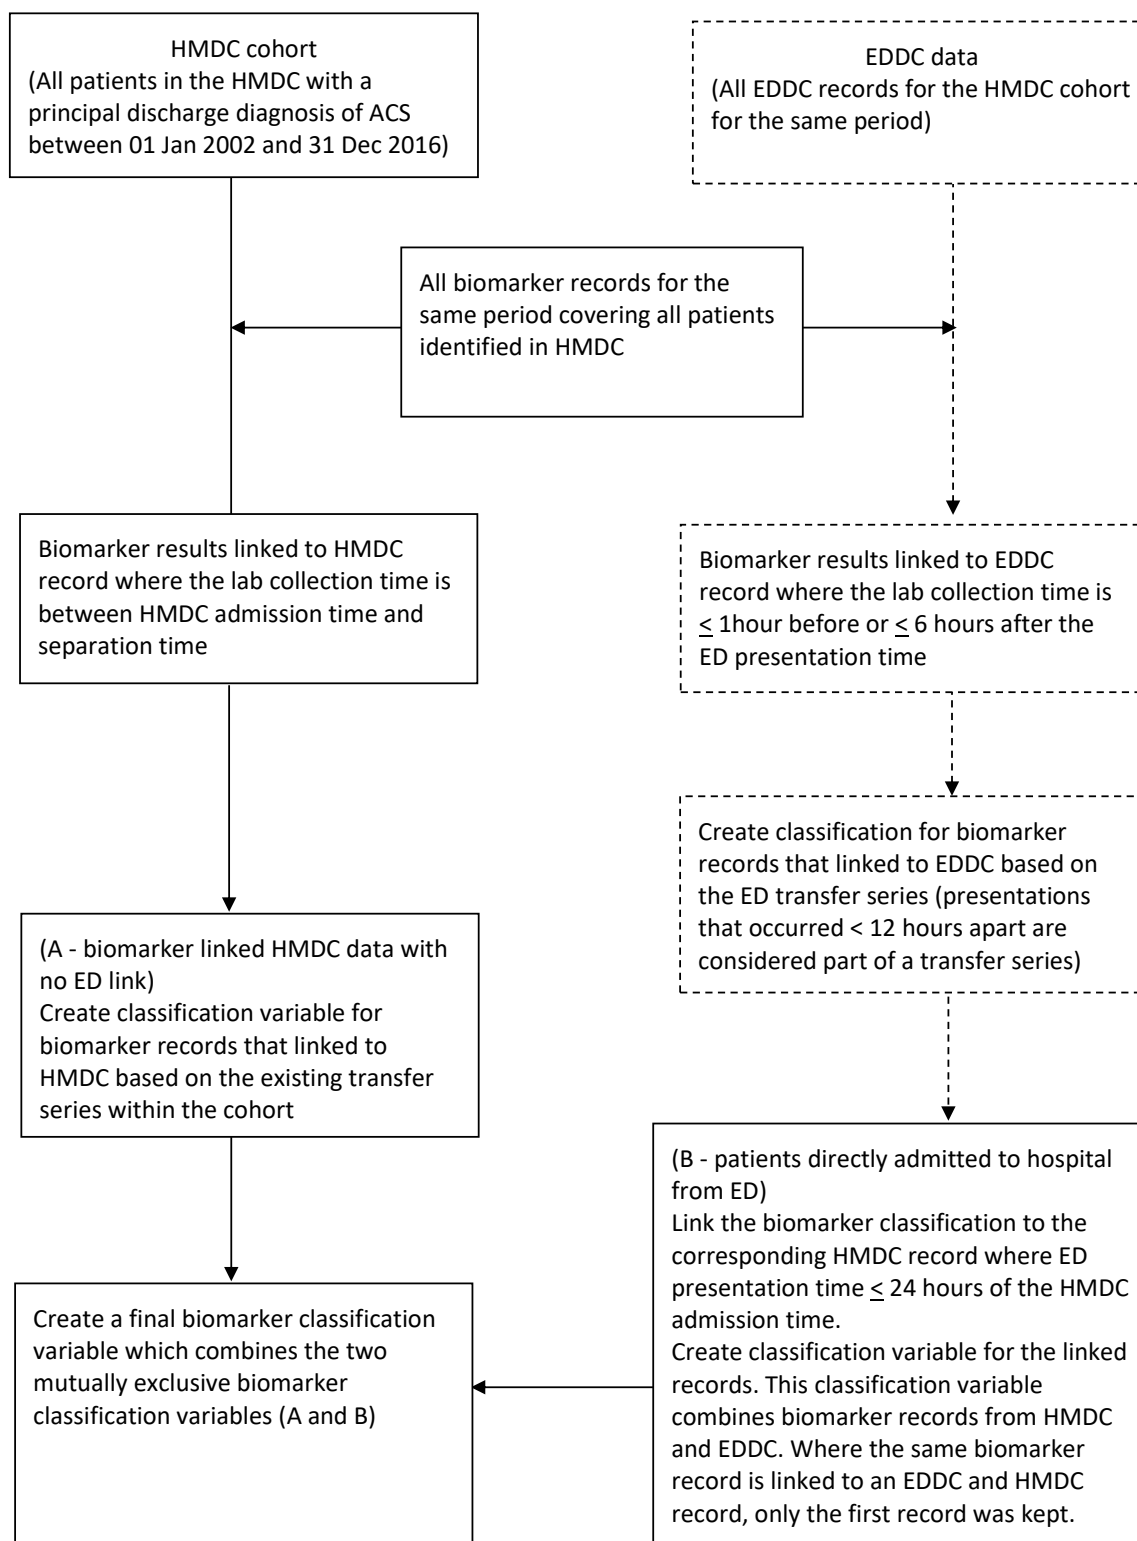 HMDC cohort
(All patients in the HMDC with a
principal discharge diagnosis of ACS
between 01 Jan 2002 and 31 Dec 2016)
EDDC data
(All EDDC records for the HMDC cohort
for the same period)
All biomarker records for the
same period covering all patients
identified in HMDC
Biomarker results linked to HMDC
record where the lab collection time is
between HMDC admission time and
separation time
Biomarker results linked to EDDC
record where the lab collection time is
≤ 1hour before or ≤ 6 hours after the
ED presentation time
Create classification for biomarker
records that linked to EDDC based on
the ED transfer series (presentations
that occurred < 12 hours apart are
considered part of a transfer series)
(A - biomarker linked HMDC data with
no ED link)
Create classification variable for
biomarker records that linked to
HMDC based on the existing transfer
series within the cohort
(B - patients directly admitted to hospital
from ED)
Link the biomarker classification to the
corresponding HMDC record where ED
presentation time ≤ 24 hours of the HMDC
admission time.
Create classification variable for the linked
records. This classification variable
combines biomarker records from HMDC
and EDDC. Where the same biomarker
record is linked to an EDDC and HMDC
record, only the first record was kept.
Create a final biomarker classification
variable which combines the two
mutually exclusive biomarker
classification variables (A and B)